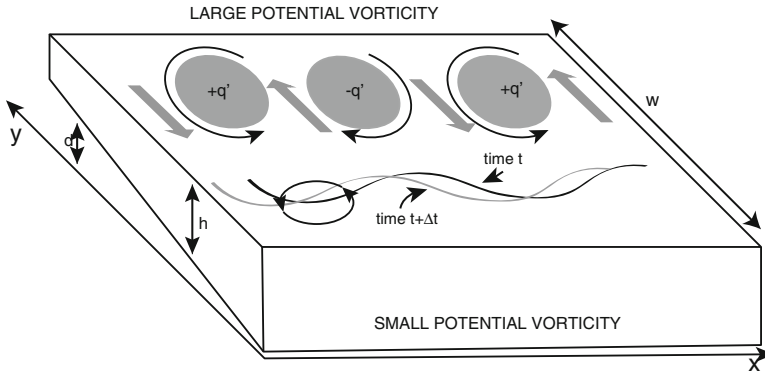 LARGE POTENTIAL VORTICITY
+q' -q' +q'
w
y
d
time t
h
time t+Δt
SMALL POTENTIAL VORTICITY
x